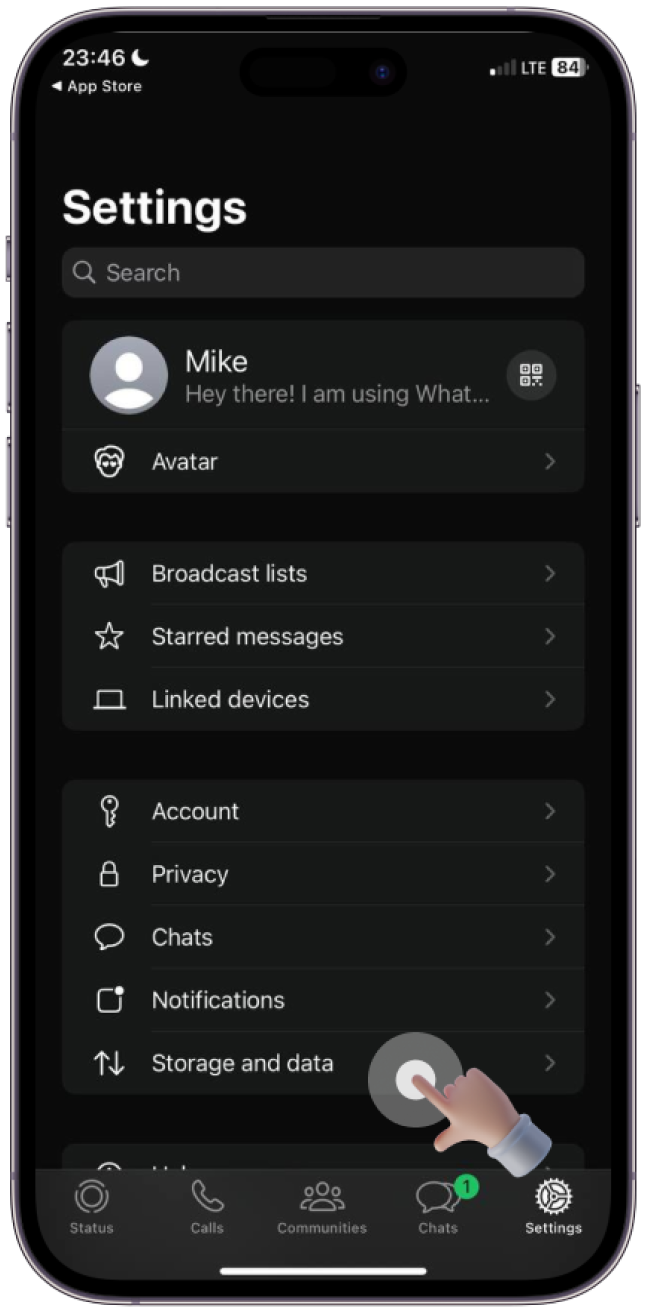 23:46
LTE 84
◀ App Store
Settings
Search
Mike
Hey there! I am using What...
Avatar
Broadcast lists
Starred messages
Linked devices
Account
Privacy
Chats
Notifications
Storage and data
1
Status
Calls
Communities
Chats
Settings